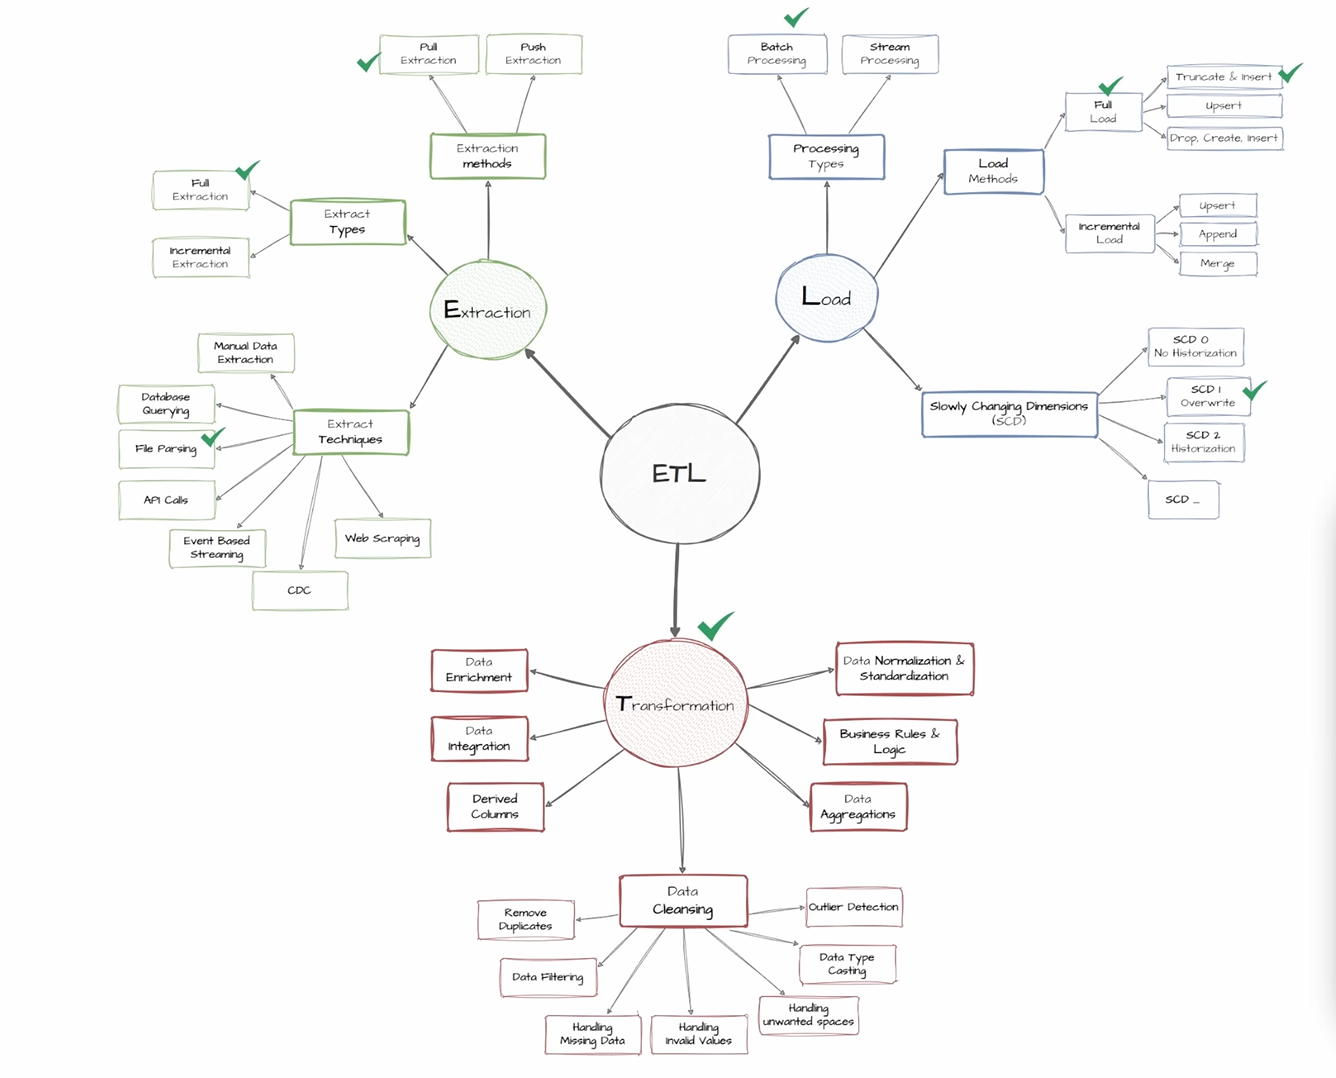 Pull
Extraction
Push
Extraction
Extraction
methods
Full
Extraction
Extract
Types
Incremental
Extraction
Extraction
Manual Data
Extraction
Database
Querying
Extract
Techniques
File Parsing
API Calls
Event Based
Streaming
CDC
Web Scraping
Batch
Processing
Stream
Processing
Processing
Types
Load
Load
Methods
Full
Load
Truncate & Insert
Upsert
Drop, Create, Insert
Incremental
Load
Upsert
Append
Merge
Slowly Changing Dimensions
(SCD)
SCD 0
No Historization
SCD 1
Overwrite
SCD 2
Historization
SCD ...
ETL
Transformation
Data
Enrichment
Data
Integration
Derived
Columns
Data Normalization &
Standardization
Business Rules &
Logic
Data
Aggregations
Data
Cleansing
Remove
Duplicates
Data Filtering
Handling
Missing Data
Handling
Invalid Values
Handling
unwanted spaces
Data Type
Casting
Outlier Detection